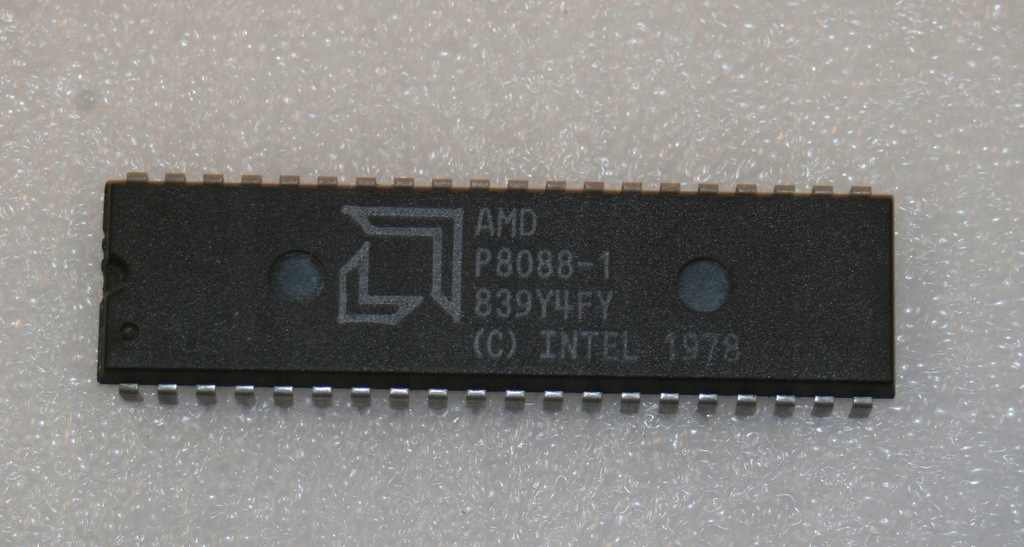 AMD
P8088-1
839Y4FY
(C) INTEL 1978